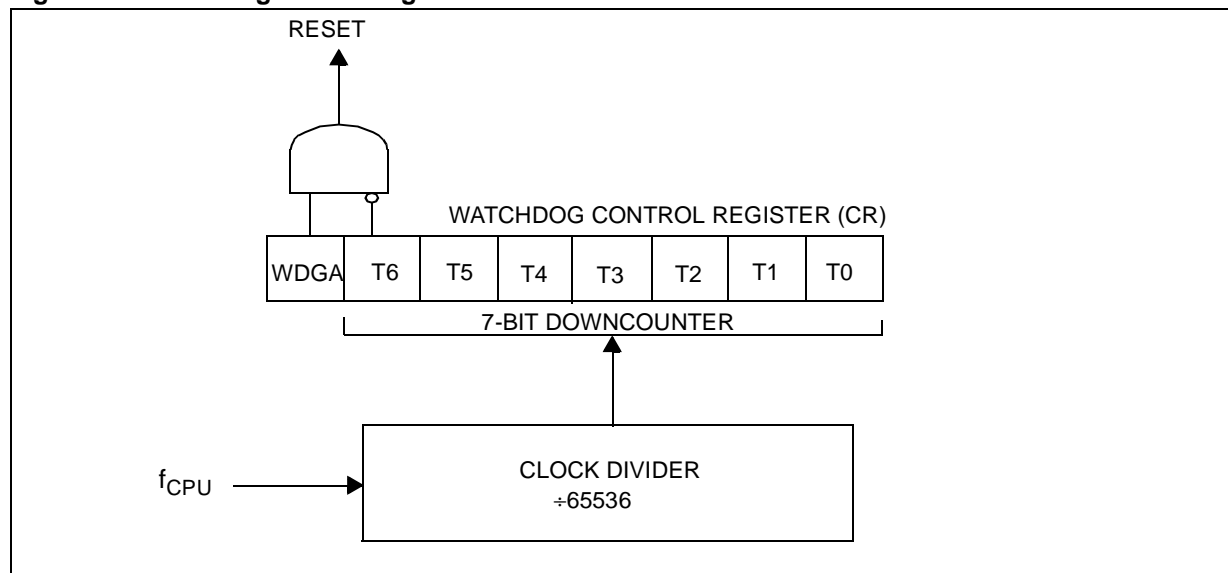 RESET
WATCHDOG CONTROL REGISTER (CR)
WDGA T6 T5 T4 T3 T2 T1 T0
7-BIT DOWNCOUNTER
fCPU
CLOCK DIVIDER
÷65536